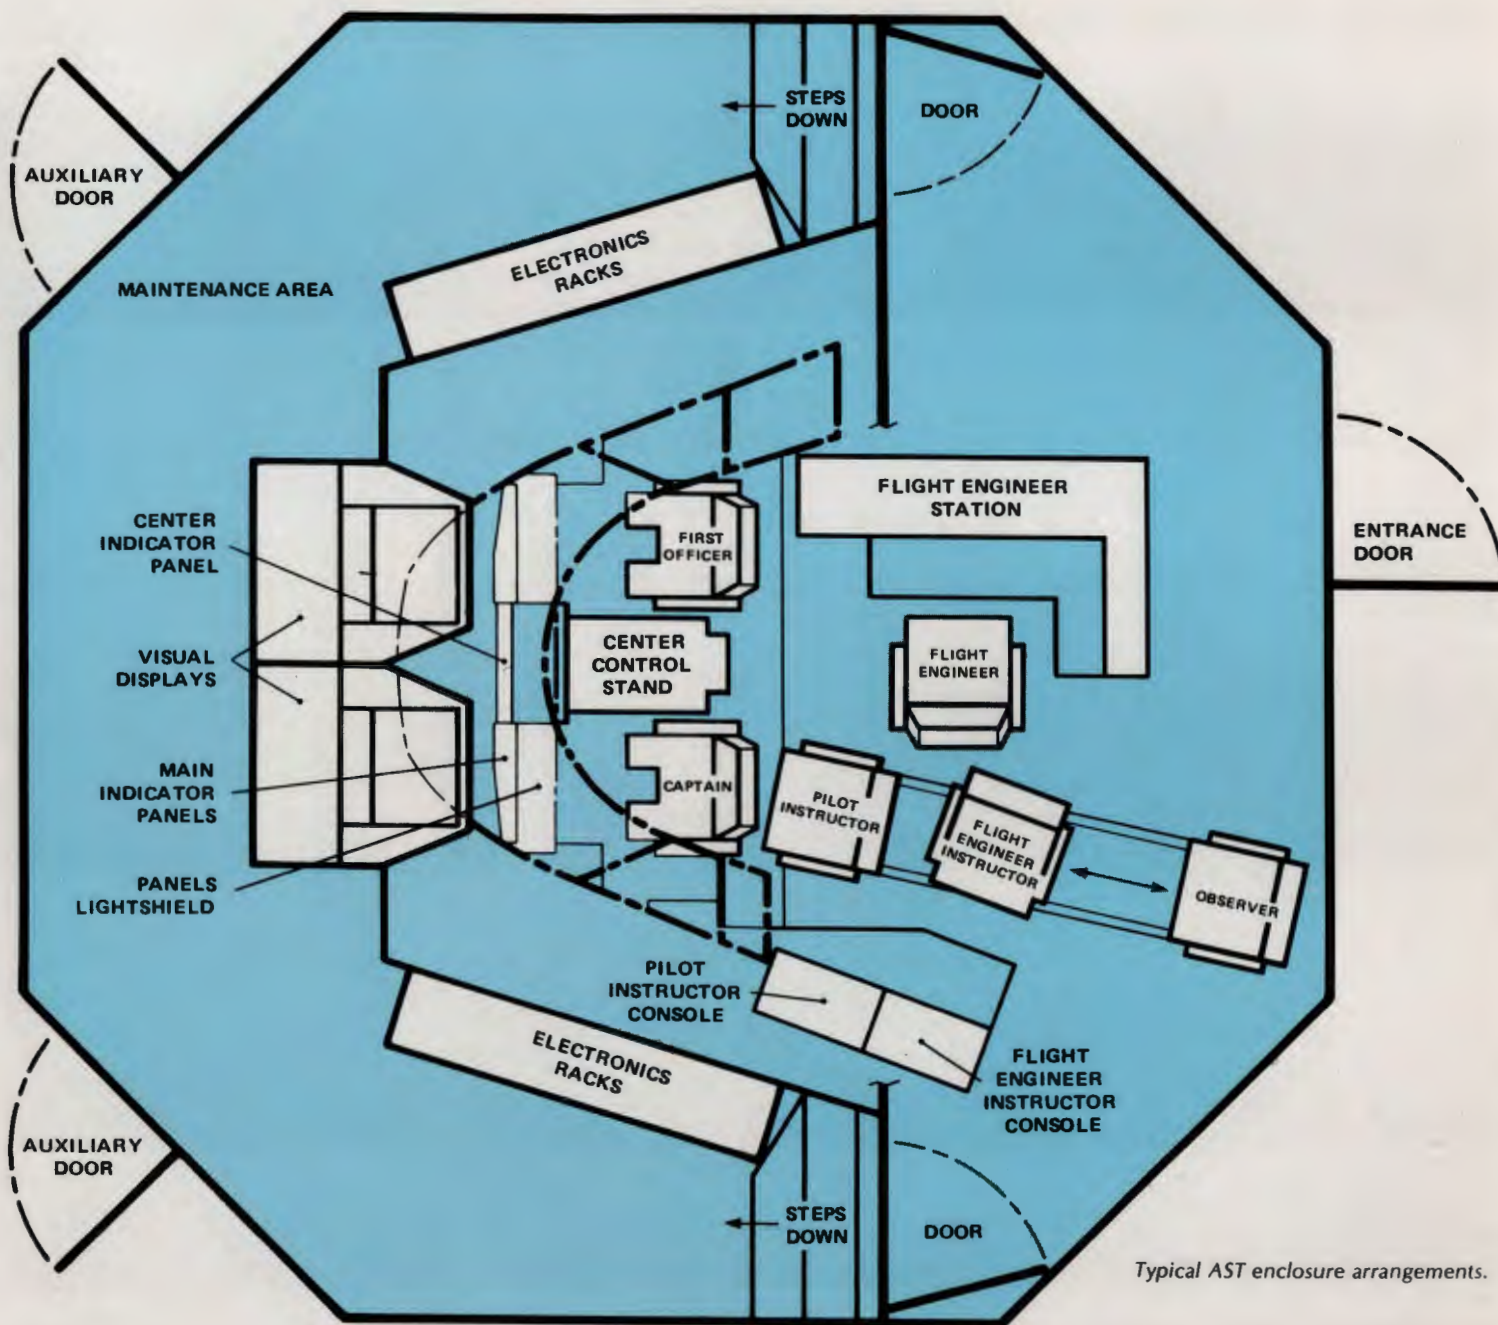 STEPS
DOWN
DOOR
AUXILIARY
DOOR
ELECTRONICS
RACKS
MAINTENANCE AREA
FLIGHT ENGINEER
STATION
CENTER
INDICATOR
PANEL
FIRST
OFFICER
ENTRANCE
DOOR
VISUAL
DISPLAYS
CENTER
CONTROL
STAND
FLIGHT
ENGINEER
MAIN
INDICATOR
PANELS
CAPTAIN
PILOT
INSTRUCTOR
FLIGHT
ENGINEER
INSTRUCTOR
OBSERVER
PANELS
LIGHTSHIELD
PILOT
INSTRUCTOR
CONSOLE
ELECTRONICS
RACKS
FLIGHT
ENGINEER
INSTRUCTOR
CONSOLE
AUXILIARY
DOOR
STEPS
DOWN
DOOR
Typical AST enclosure arrangements.